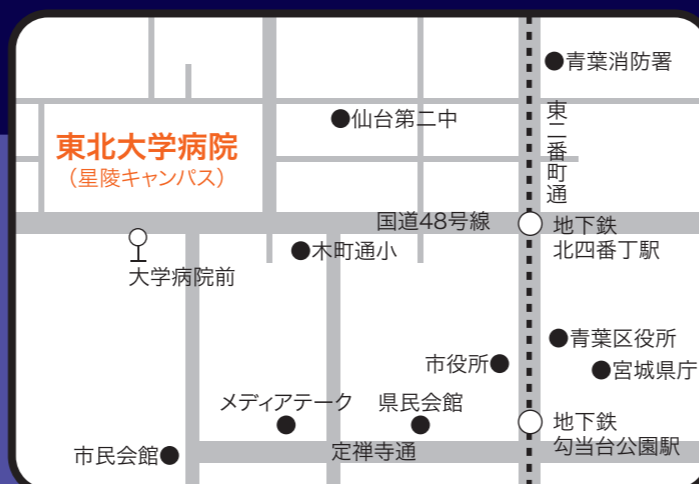 青葉消防署
仙台第二中
東二番町通
東北大学病院
(星陵キャンパス)
国道48号線
地下鉄
北四番丁駅
木町通小
大学病院前
青葉区役所
市役所
宮城県庁
メディアテーク
県民会館
地下鉄
勾当台公園駅
定禅寺通
市民会館